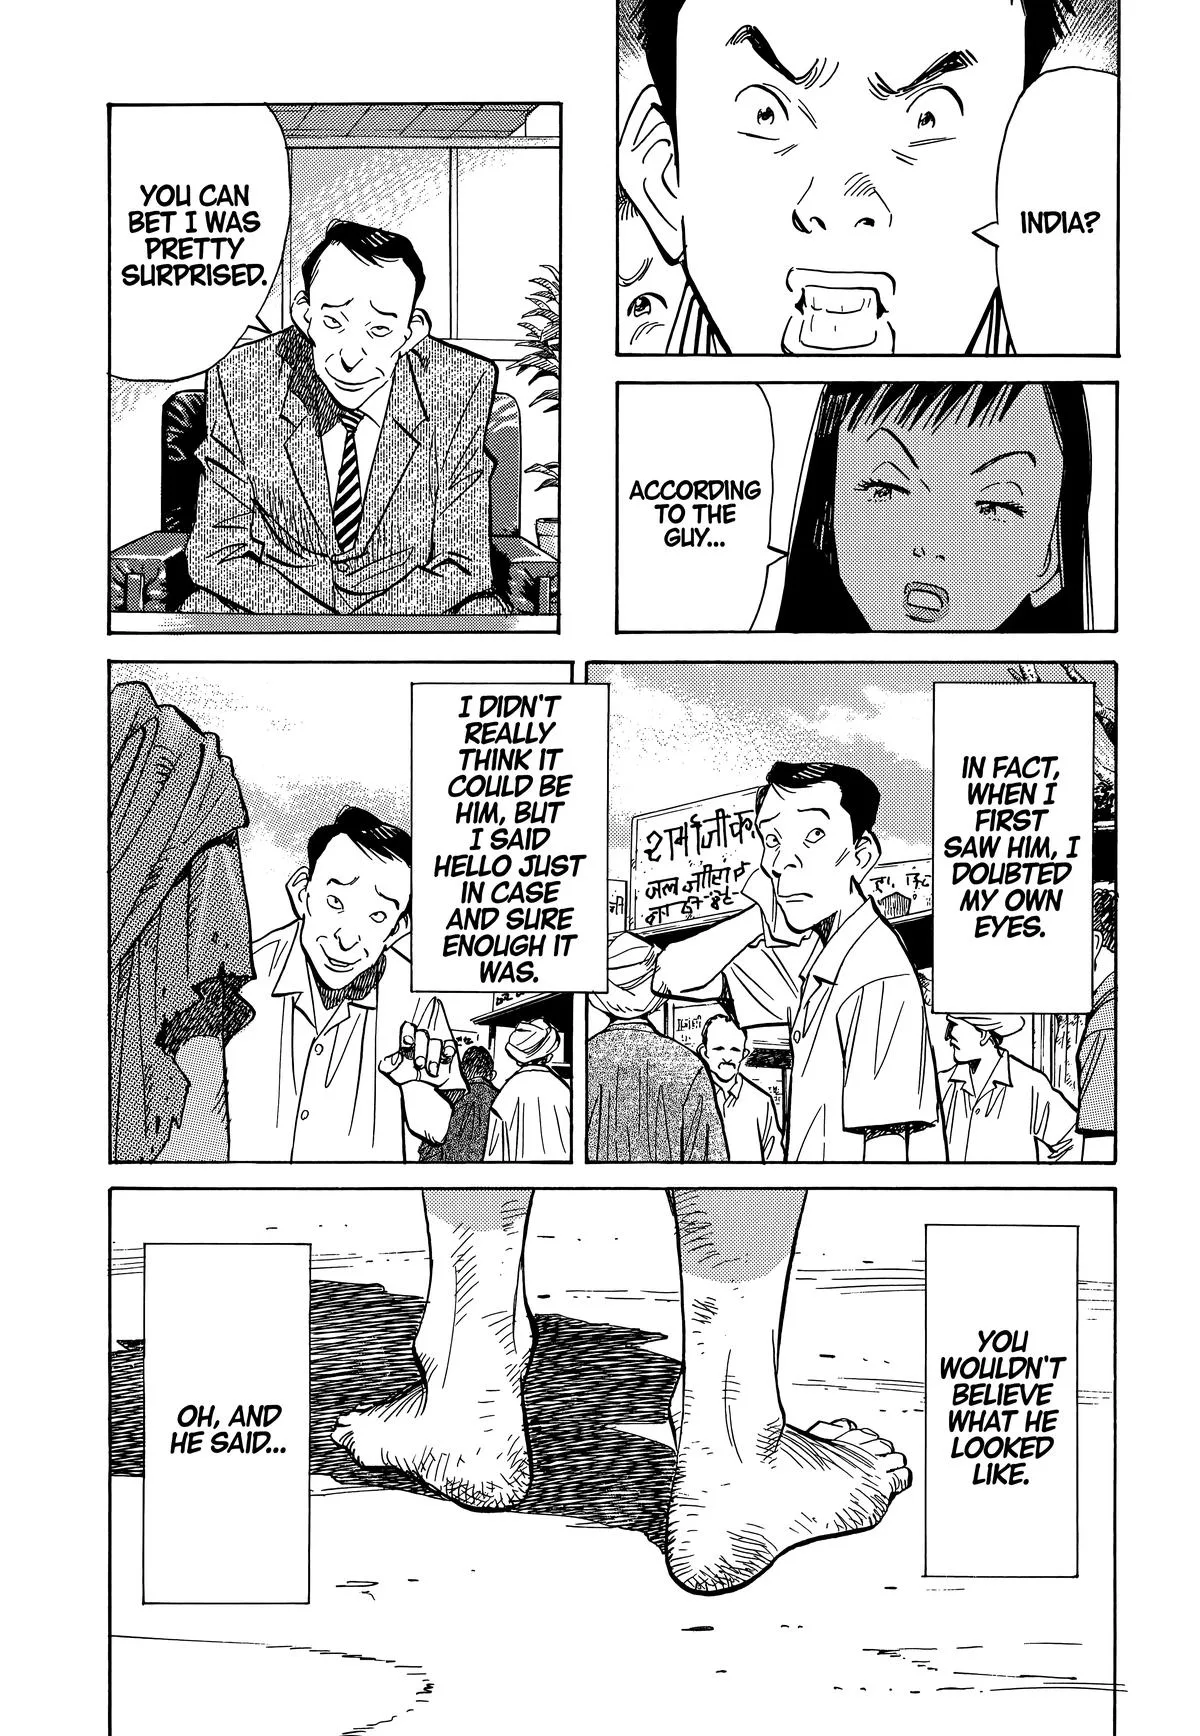 INDIA?
ACCORDING
TO THE
GUY...
YOU CAN
BET I WAS
PRETTY
SURPRISED.
IN FACT,
WHEN I
FIRST
SAW HIM, I
DOUBTED
MY OWN
EYES.
I DIDN'T
REALLY
THINK IT
COULD BE
HIM, BUT
I SAID
HELLO JUST
IN CASE
AND SURE
ENOUGH IT
WAS.
YOU
WOULDN'T
BELIEVE
WHAT HE
LOOKED
LIKE.
OH, AND
HE SAID...